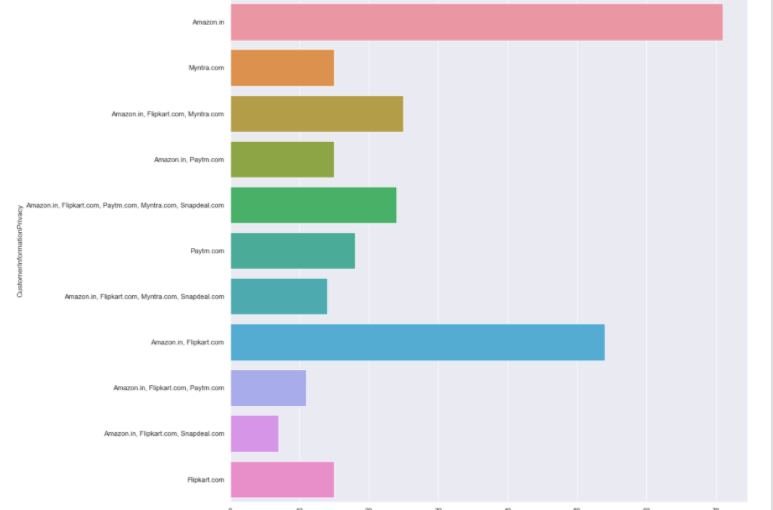 Amazon.in
Myntra.com
Amazon.in, Flipkart.com, Myntra.com
Amazon.in, Paytm.com
Amazon.in, Flipkart.com, Paytm.com, Myntra.com, Snapdeal.com
CustomerInformationPrivacy
Paytm.com
Amazon.in, Flipkart.com, Myntra.com, Snapdeal.com
Amazon.in, Flipkart.com
Amazon.in, Flipkart.com, Paytm.com
Amazon.in, Flipkart.com, Snapdeal.com
Flipkart.com